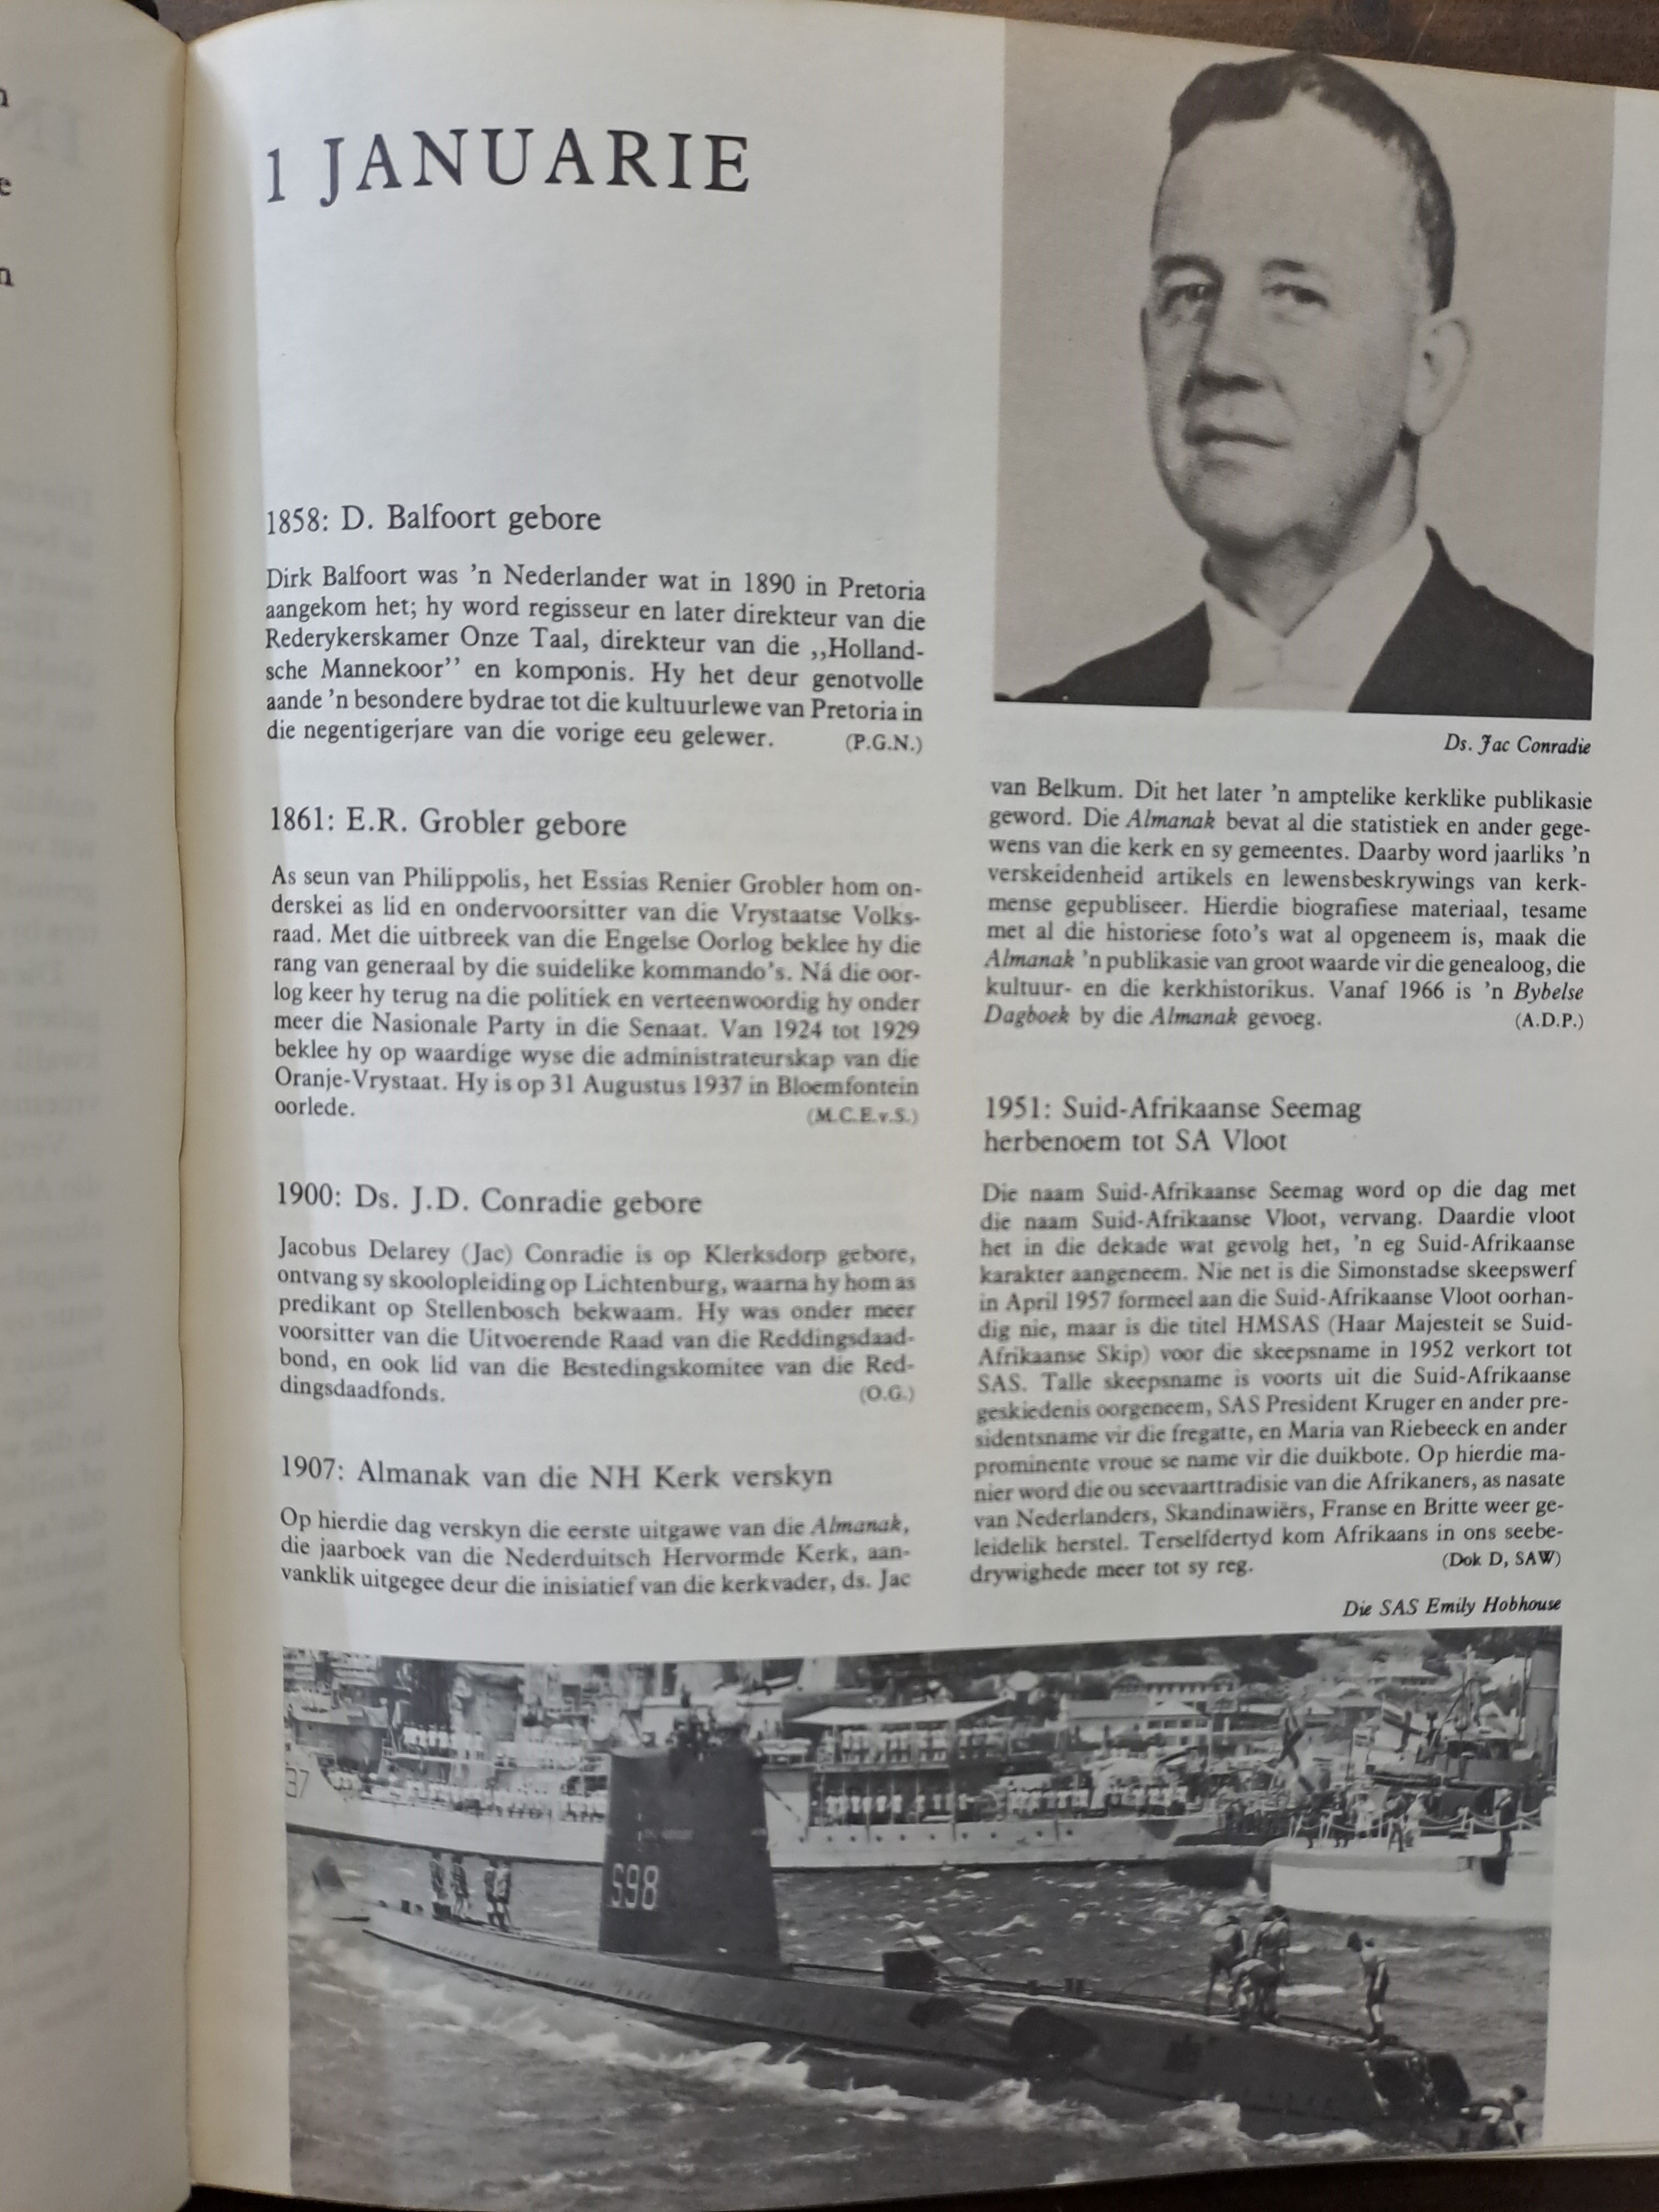 1 JANUARIE
1858: D. Balfoort gebore
Dirk Balfoort was ’n Nederlander wat in 1890 in Pretoria
aangekom het; hy word regisseur en later direkteur van die
Rederykerskamer Onze Taal, direkteur van die ,,Holland-
sche Mannekoor’’ en komponis. Hy het deur genotvolle
aande ’n besondere bydrae tot die kultuurlewe van Pretoria in
die negentigerjare van die vorige eeu gelewer. (P.G.N.)
1861: E.R. Grobler gebore
As seun van Philippolis, het Essias Renier Grobler hom on-
derskei as lid en ondervoorsitter van die Vrystaatse Volks-
raad. Met die uitbreek van die Engelse Oorlog beklee hy die
rang van generaal by die suidelike kommando’s. Ná die oor-
log keer hy terug na die politiek en verteenwoordig hy onder
meer die Nasionale Party in die Senaat. Van 1924 tot 1929
beklee hy op waardige wyse die administrateurskap van die
Oranje-Vrystaat. Hy is op 31 Augustus 1937 in Bloemfontein
oorlede. (M.C.E.v.S.)
1900: Ds. J.D. Conradie gebore
Jacobus Delarey (Jac) Conradie is op Klerksdorp gebore,
ontvang sy skoolopleiding op Lichtenburg, waarna hy hom as
predikant op Stellenbosch bekwaam. Hy was onder meer
voorsitter van die Uitvoerende Raad van die Reddingsdaad-
bond, en ook lid van die Bestedingskomitee van die Red-
dingsdaadfonds. (O.G.)
1907: Almanak van die NH Kerk verskyn
Op hierdie dag verskyn die eerste uitgawe van die Almanak,
die jaarboek van die Nederduitsch Hervormde Kerk, aan-
vanklik uitgegee deur die inisiatief van die kerkvader, ds. Jac
Ds. Jac Conradie
van Belkum. Dit het later ’n amptelike kerklike publikasie
geword. Die Almanak bevat al die statistiek en ander gege-
wens van die kerk en sy gemeentes. Daarby word jaarliks ’n
verskeidenheid artikels en lewensbeskrywings van kerk-
mense gepubliseer. Hierdie biografiese materiaal, tesame
met al die historiese foto’s wat al opgeneem is, maak die
Almanak ’n publikasie van groot waarde vir die genealoog, die
kultuur- en die kerkhistorikus. Vanaf 1966 is ’n Bybelse
Dagboek by die Almanak gevoeg. (A.D.P.)
1951: Suid-Afrikaanse Seemag
herbenoem tot SA Vloot
Die naam Suid-Afrikaanse Seemag word op die dag met
die naam Suid-Afrikaanse Vloot, vervang. Daardie vloot
het in die dekade wat gevolg het, ’n eg Suid-Afrikaanse
karakter aangeneem. Nie net is die Simonstadse skeepswerf
in April 1957 formeel aan die Suid-Afrikaanse Vloot oorhan-
dig nie, maar is die titel HMSAS (Haar Majesteit se Suid-
Afrikaanse Skip) voor die skeepsname in 1952 verkort tot
SAS. Talle skeepsname is voorts uit die Suid-Afrikaanse
geskiedenis oorgeneem, SAS President Kruger en ander pre-
sidentsname vir die fregatte, en Maria van Riebeeck en ander
prominente vroue se name vir die duikbote. Op hierdie ma-
nier word die ou seevaarttradisie van die Afrikaners, as nasate
van Nederlanders, Skandinawiërs, Franse en Britte weer ge-
leidelik herstel. Terselfdertyd kom Afrikaans in ons seebe-
drywighede meer tot sy reg. (Dok D, SAW)
Die SAS Emily Hobhouse
37
S98